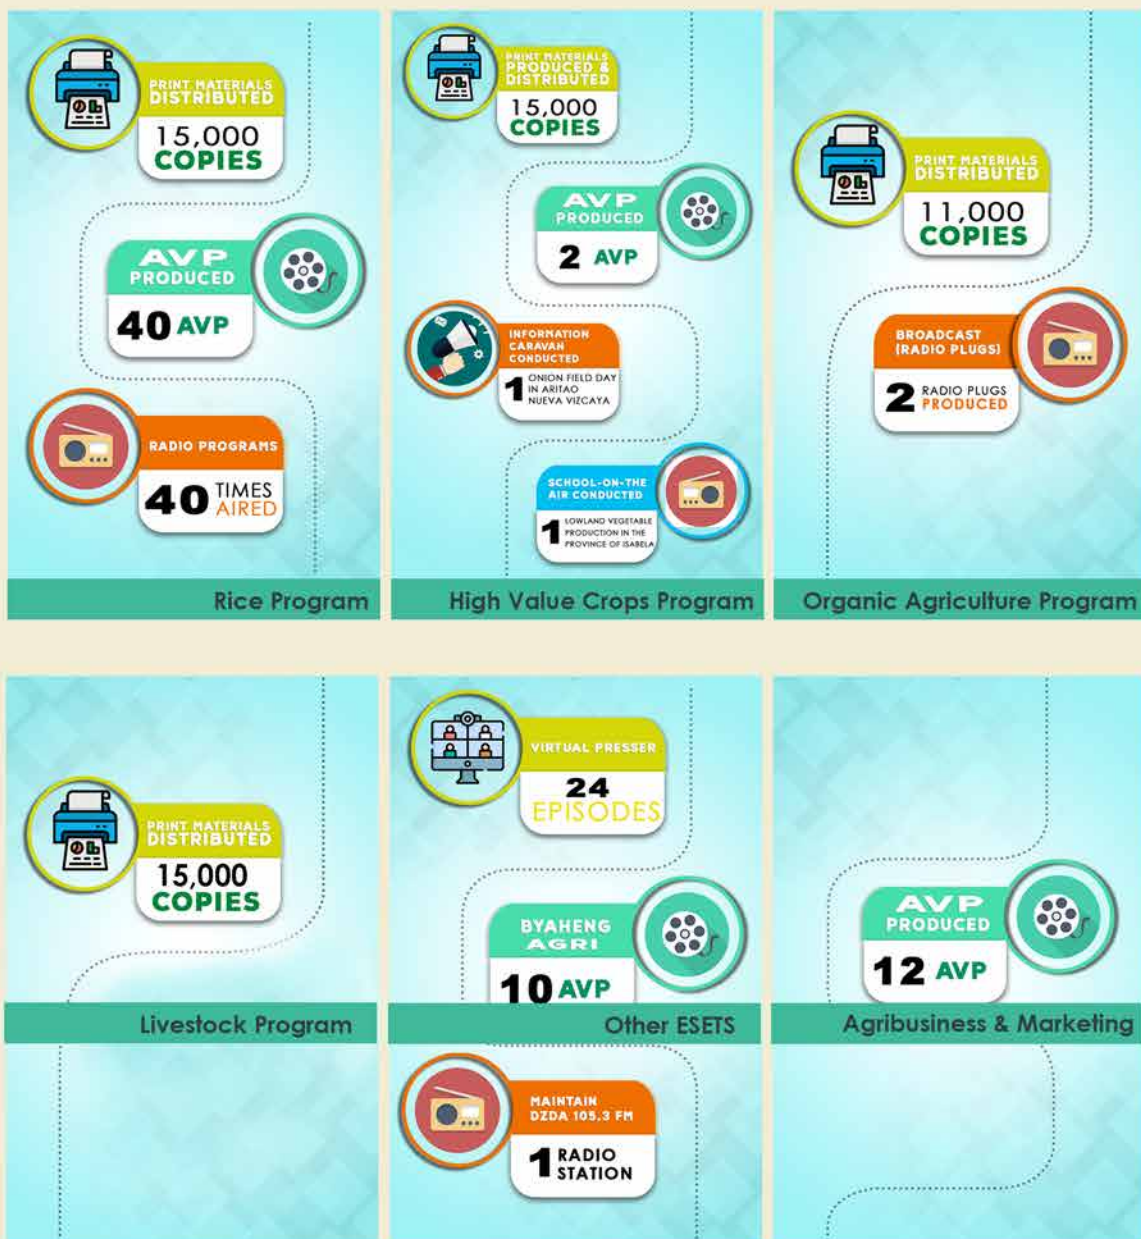 PRINT MATERIALS
DISTRIBUTED
15,000
COPIES
AVP
PRODUCED
40 AVP
RADIO PROGRAMS
40 TIMES
AIRED
Rice Program
PRINT MATERIALS
PRODUCED &
DISTRIBUTED
15,000
COPIES
AVP
PRODUCED
2 AVP
INFORMATION
CARAVAN
CONDUCTED
1 ONION FIELD DAY
IN ARITAO
NUEVA VIZCAYA
SCHOOL-ON-THE
AIR CONDUCTED
1 LOWLAND VEGETABLE
PRODUCTION IN THE
PROVINCE OF ISABELA
High Value Crops Program
PRINT MATERIALS
DISTRIBUTED
11,000
COPIES
BROADCAST
(RADIO PLUGS)
2 RADIO PLUGS
PRODUCED
Organic Agriculture Program
PRINT MATERIALS
DISTRIBUTED
15,000
COPIES
Livestock Program
VIRTUAL PRESSER
24
EPISODES
BYAHENG
AGRI
10 AVP
Other ESETS
MAINTAIN
DZDA 105.3 FM
1 RADIO
STATION
AVP
PRODUCED
12 AVP
Agribusiness & Marketing